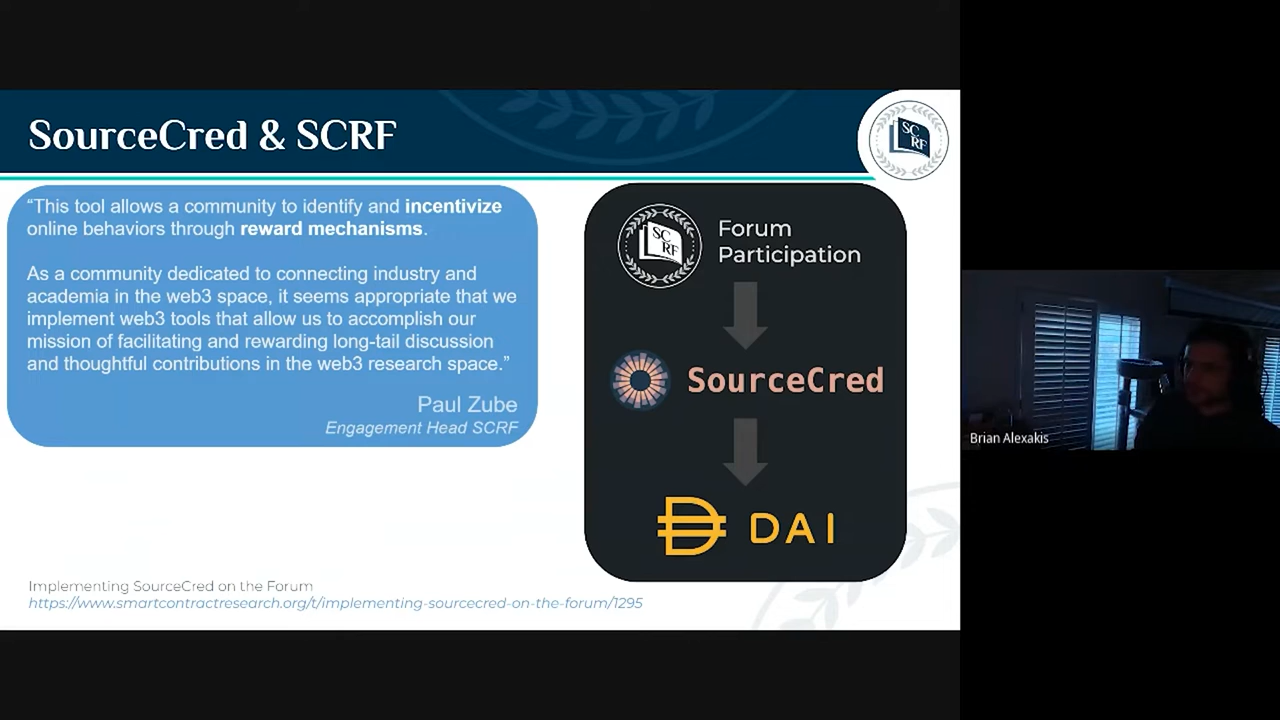 SourceCred & SCRF
SC
RF
“This tool allows a community to identify and incentivize
online behaviors through reward mechanisms.
As a community dedicated to connecting industry and
academia in the web3 space, it seems appropriate that we
implement web3 tools that allow us to accomplish our
mission of facilitating and rewarding long-tail discussion
and thoughtful contributions in the web3 research space.”
Paul Zube
Engagement Head SCRF
SC
RF
Forum
Participation
SourceCred
DAI
Implementing SourceCred on the Forum
https://www.smartcontractresearch.org/t/implementing-sourcecred-on-the-forum/1295
Brian Alexakis